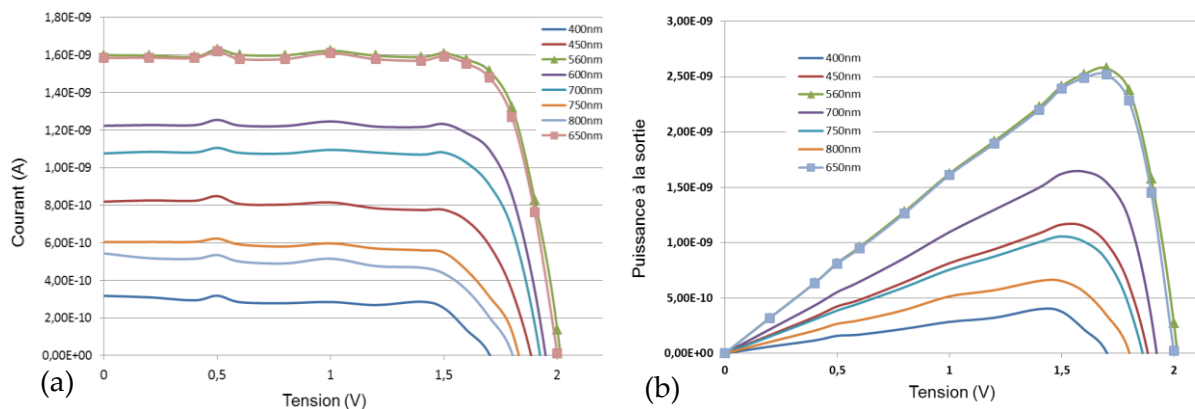 1,80E-09
1,60E-09
1,40E-09
1,20E-09
1,00E-09
8,00E-10
6,00E-10
4,00E-10
2,00E-10
0,00E+00
Courant (A)
0
0,5
1
1,5
2
Tension (V)
400nm
450nm
560nm
600nm
700nm
750nm
800nm
650nm
(a)
3,00E-09
2,50E-09
2,00E-09
1,50E-09
1,00E-09
5,00E-10
0,00E+00
Puissance à la sortie
0
0,5
1
1,5
2
Tension (V)
400nm
450nm
560nm
700nm
750nm
800nm
650nm
(b)